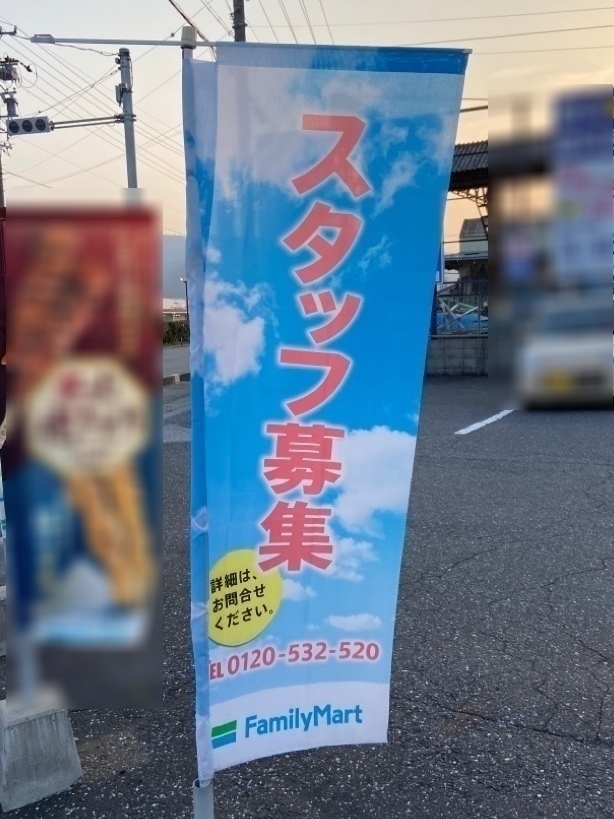 スタッフ募集
詳細は、
お問合せ
ください。
TEL 0120-532-520
FamilyMart